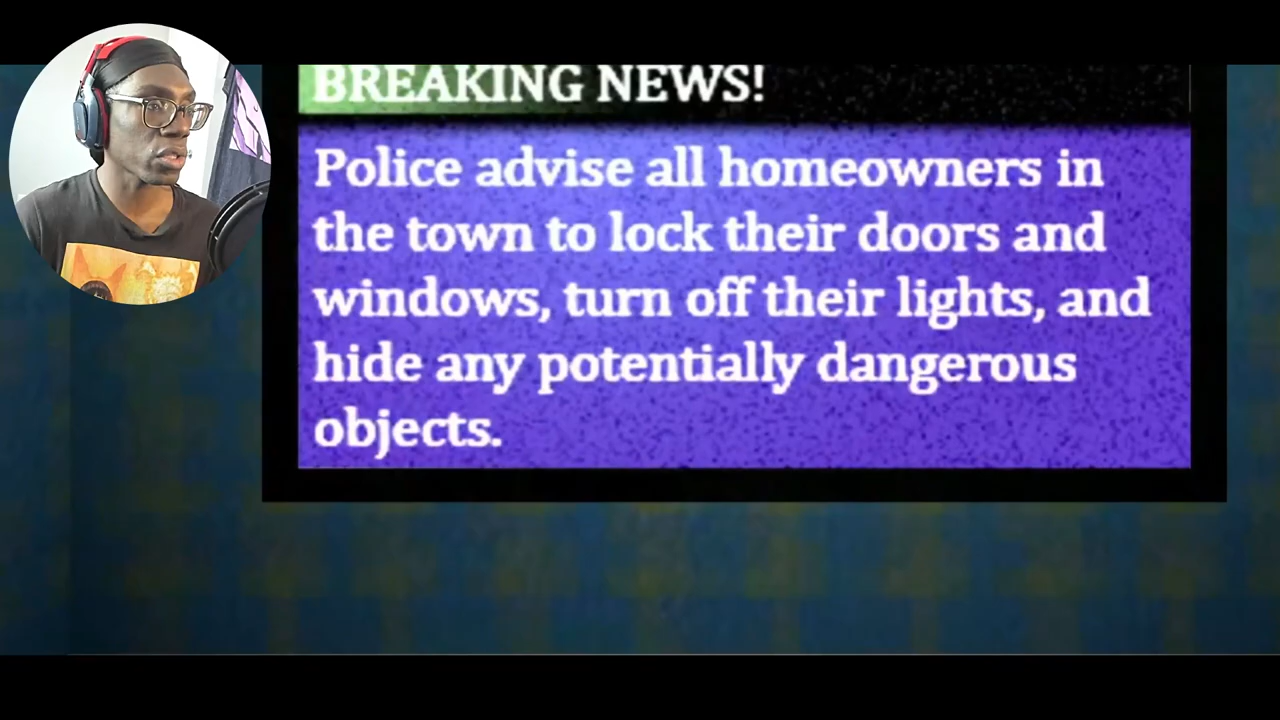 BREAKING NEWS!
Police advise all homeowners in
the town to lock their doors and
windows, turn off their lights, and
hide any potentially dangerous
objects.